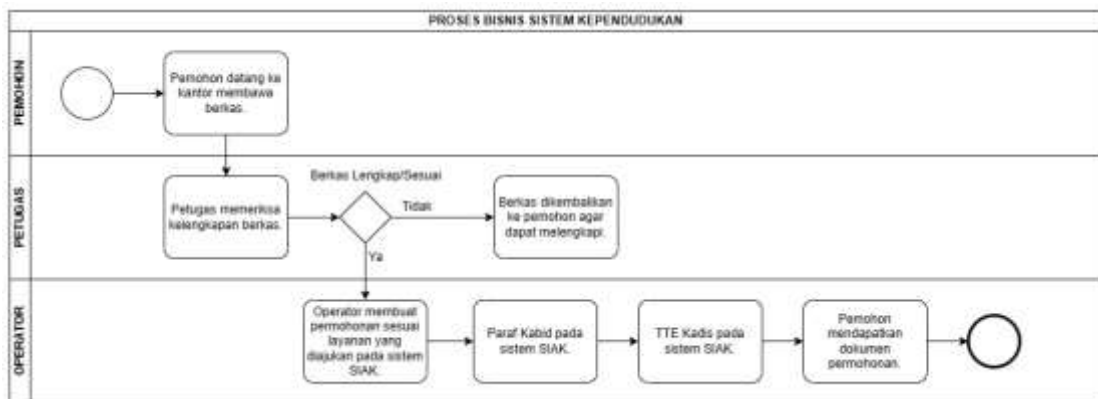 PROSES BISNIS SISTEM KEPENDUDUKAN
PEMOHON
Pemohon datang ke
kantor membawa
berkas.
PETUGAS
Petugas memeriksa
kelengkapan berkas.
Berkas Lengkap/Sesuai
Tidak
Ya
Berkas dikembalikan
ke pemohon agar
dapat melengkapi.
OPERATOR
Operator membuat
permohonan sesuai
layanan yang
diajukan pada sistem
SIAK.
Paraf Kabid pada
sistem SIAK.
TTE Kadis pada
sistem SIAK.
Pemohon
mendapatkan
dokumen
permohonan.